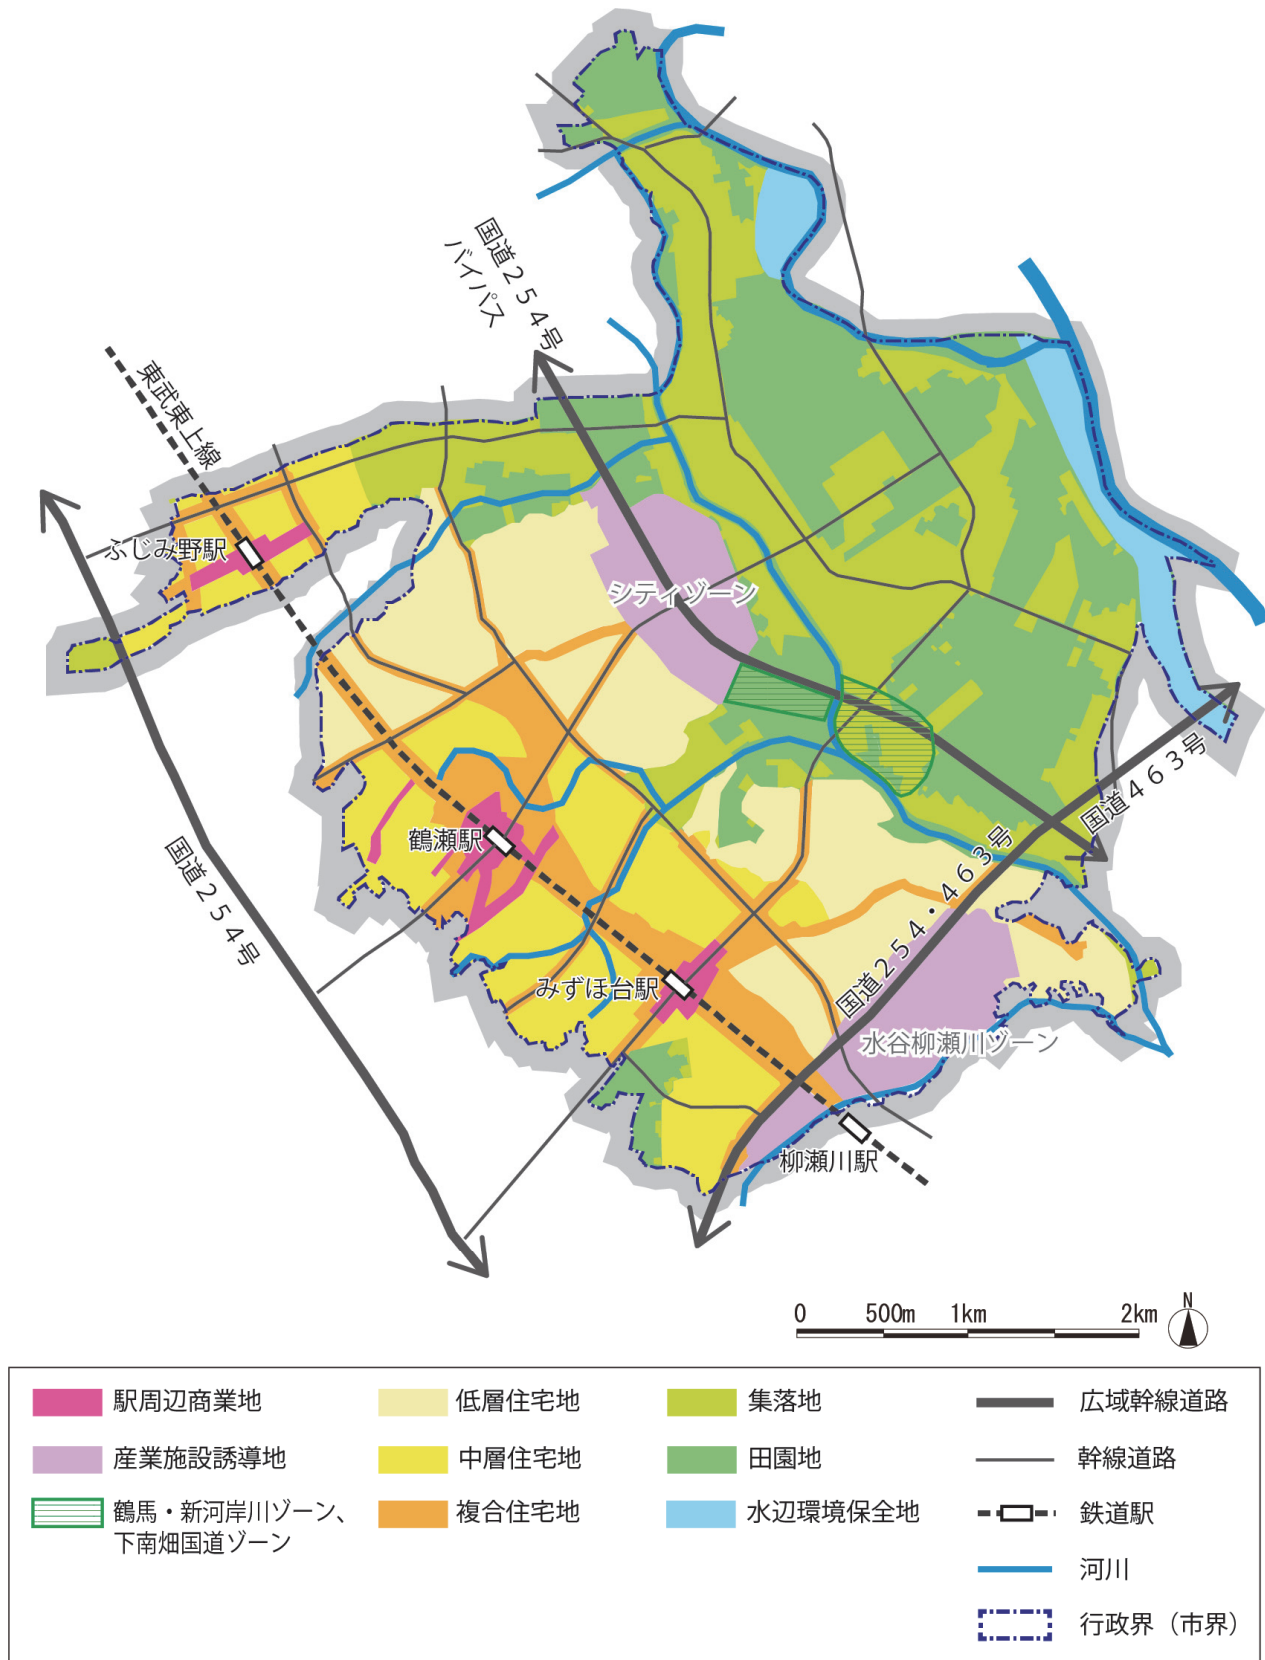 国道２５４号
バイパス
東武東上線
ふじみ野駅
シティゾーン
国道４６３号
鶴瀬駅
国道２５４号
国道２５４・４６３号
みずほ台駅
水谷柳瀬川ゾーン
柳瀬川駅
0 500m 1km 2km
N
駅周辺商業地
低層住宅地
集落地
広域幹線道路
産業施設誘導地
中層住宅地
田園地
幹線道路
鶴馬・新河岸川ゾーン、
下南畑国道ゾーン
複合住宅地
水辺環境保全地
鉄道駅
河川
行政界（市界）